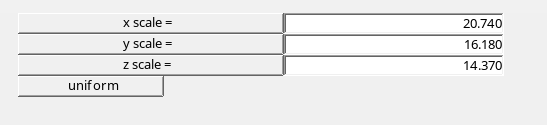 x scale = 20.740
y scale = 16.180
z scale = 14.370
uniform